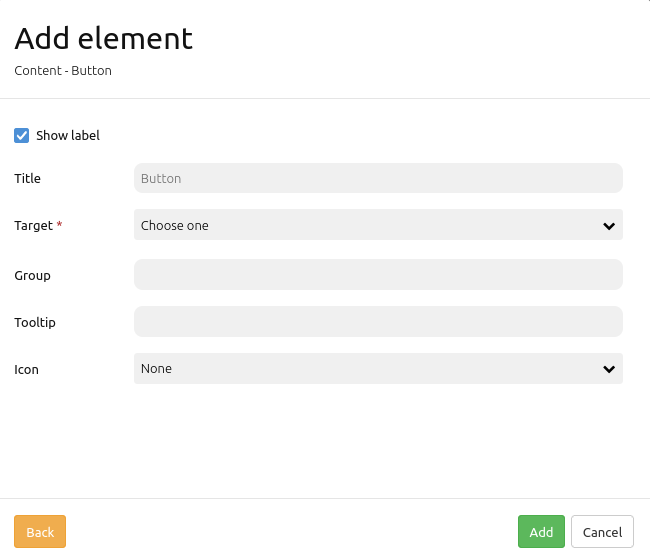 Add element
Content - Button
Show label
Title Button
Target * Choose one
Group
Tooltip
Icon None
Back Add Cancel